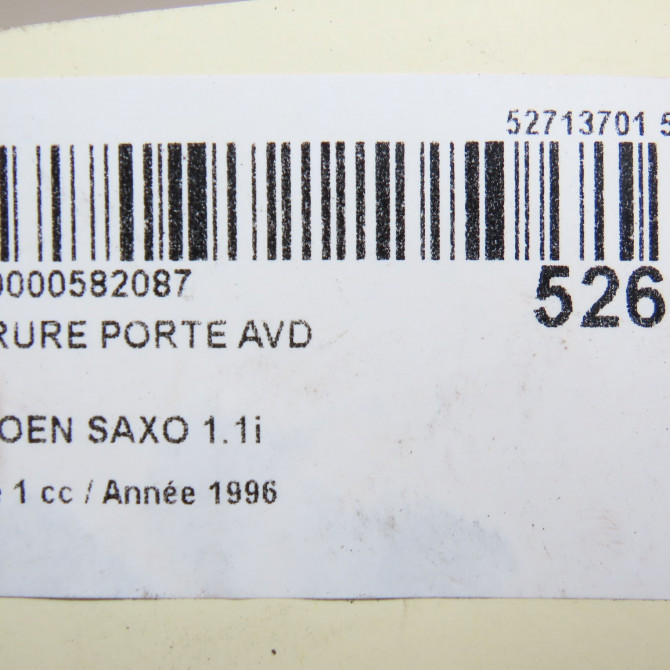 52713701 5
0000582087
526
RURE PORTE AVD
OEN SAXO 1.1i
e 1 cc / Année 1996